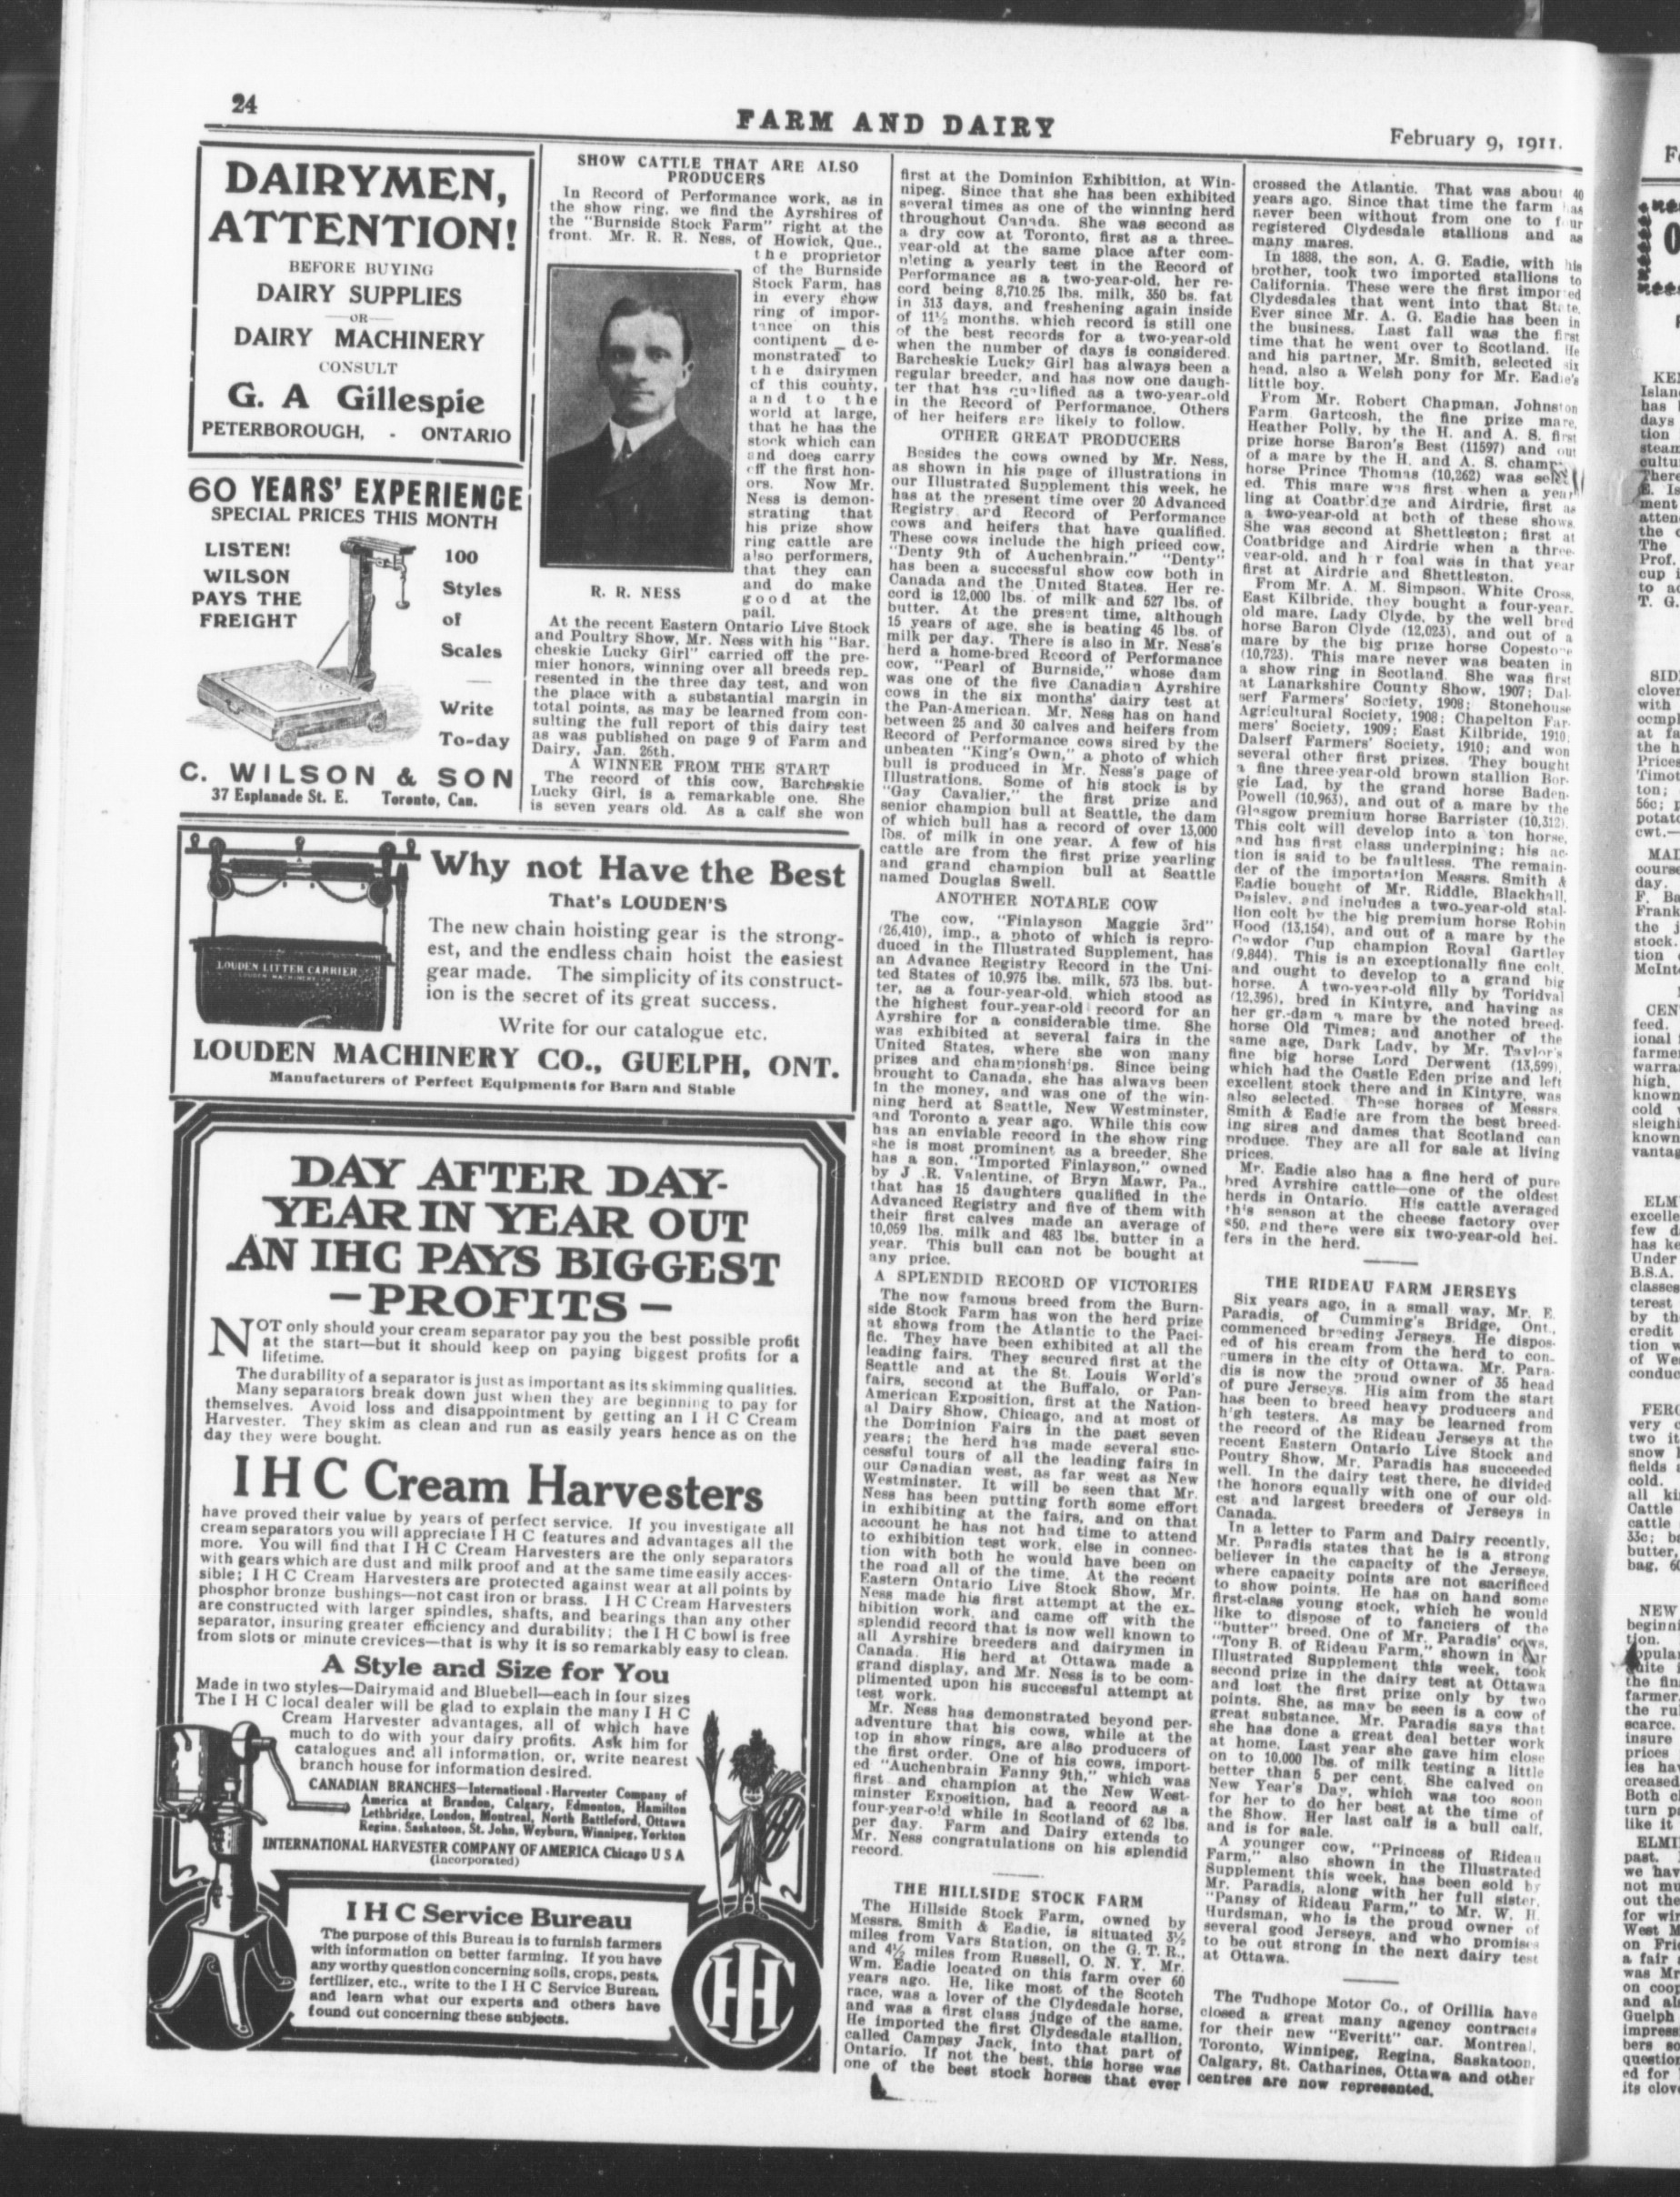 24
FARM AND DAIRY
February 9, 1911.
DAIRYMEN,
ATTENTION!
BEFORE BUYING
DAIRY SUPPLIES
OR
DAIRY MACHINERY
CONSULT
G. A Gillespie
PETERBOROUGH, - ONTARIO
60 YEARS' EXPERIENCE
SPECIAL PRICES THIS MONTH
LISTEN!
WILSON
PAYS THE
FREIGHT
100
Styles
of
Scales
Write
To-day
C. WILSON & SON
37 Esplanade St. E. Toronto, Can.
SHOW CATTLE THAT ARE ALSO
PRODUCERS
In Record of Performance work, as in
the show ring, we find the Ayrshires of
the "Burnside Stock Farm" right at the
front. Mr. R. R. Ness, of Howick, Que.,
the proprietor
of the Burnside
Stock Farm, has
in every show
ring of impor-
tance on this
continent de-
monstrated to
the dairymen
of this county,
and to the
world at large,
that he has the
stock which can
and does carry
off the first hon-
ors. Now Mr.
Ness is demon-
strating that
his prize show
ring cattle are
also performers,
that they can
and do make
good at the
pail.
R. R. NESS
At the recent Eastern Ontario Live Stock
and Poultry Show, Mr. Ness with his "Bar.
cheskie Lucky Girl" carried off the pre-
mier honors, winning over all breeds rep-
resented in the three day test, and won
the place with a substantial margin in
total points, as may be learned from con-
sulting the full report of this dairy test
as was published on page 9 of Farm and
Dairy, Jan. 26th.
A WINNER FROM THE START
The record of this cow, Barcheskie
Lucky Girl, is a remarkable one. She
is seven years old. As a calf she won
Why not Have the Best
That's LOUDEN'S
The new chain hoisting gear is the strong-
est, and the endless chain hoist the easiest
gear made. The simplicity of its construct-
ion is the secret of its great success.
Write for our catalogue etc.
LOUDEN LITTER CARRIER
LOUDEN MACHINERY CO., GUELPH, ONT.
Manufacturers of Perfect Equipments for Barn and Stable
DAY AFTER DAY-
YEAR IN YEAR OUT
AN IHC PAYS BIGGEST
-PROFITS-
NOT only should your cream separator pay you the best possible profit
at the start—but it should keep on paying biggest profits for a
lifetime.
The durability of a separator is just as important as its skimming qualities.
Many separators break down just when they are beginning to pay for
themselves. Avoid loss and disappointment by getting an I H C Cream
Harvester. They skim as clean and run as easily years hence as on the
day they were bought.
I H C Cream Harvesters
have proved their value by years of perfect service. If you investigate all
cream separators you will appreciate I H C features and advantages all the
more. You will find that I H C Cream Harvesters are the only separators
with gears which are dust and milk proof and at the same time easily acces-
sible; I H C Cream Harvesters are protected against wear at all points by
phosphor bronze bushings—not cast iron or brass. I H C Cream Harvesters
are constructed with larger spindles, shafts, and bearings than any other
separator, insuring greater efficiency and durability; the I H C bowl is free
from slots or minute crevices—that is why it is so remarkably easy to clean.
A Style and Size for You
Made in two styles—Dairymaid and Bluebell—each in four sizes
The I H C local dealer will be glad to explain the many I H C
Cream Harvester advantages, all of which have
much to do with your dairy profits. Ask him for
catalogues and all information, or, write nearest
branch house for information desired.
CANADIAN BRANCHES—International Harvester Company of
America at Brandon, Calgary, Edmonton, Hamilton
Lethbridge, London, Montreal, North Battleford, Ottawa
Regina, Saskatoon, St. John, Weyburn, Winnipeg, Yorkton
INTERNATIONAL HARVESTER COMPANY OF AMERICA Chicago U S A
(Incorporated)
I H C Service Bureau
The purpose of this Bureau is to furnish farmers
with information on better farming. If you have
any worthy question concerning soils, crops, pests,
fertilizer, etc., write to the I H C Service Bureau,
and learn what our experts and others have
found out concerning these subjects.
IHC
first at the Dominion Exhibition, at Win-
nipeg. Since that she has been exhibited
several times as one of the winning herd
throughout Canada. She was second as
a dry cow at Toronto, first as a three-
year-old at the same place after com-
pleting a yearly test in the Record of
Performance as a two-year-old, her re-
cord being 8,710.25 lbs. milk, 350 bs. fat
in 313 days, and freshening again inside
of 11½ months, which record is still one
of the best records for a two-year-old
when the number of days is considered.
Barcheskie Lucky Girl has always been a
regular breeder, and has now one daugh-
ter that has qualified as a two-year-old
in the Record of Performance. Others
of her heifers are likely to follow.
OTHER GREAT PRODUCERS
Besides the cows owned by Mr. Ness,
as shown in his page of illustrations in
our Illustrated Supplement this week, he
has at the present time over 20 Advanced
Registry ard Record of Performance
cows and heifers that have qualified.
These cows include the high priced cow,
"Denty 9th of Auchenbrain." "Denty"
has been a successful show cow both in
Canada and the United States. Her re-
cord is 12,000 lbs. of milk and 527 lbs. of
butter. At the present time, although
15 years of age, she is beating 45 lbs. of
milk per day. There is also in Mr. Ness's
herd a home-bred Record of Performance
cow, "Pearl of Burnside," whose dam
was one of the five Canadian Ayrshire
cows in the six months' dairy test at
the Pan-American. Mr. Ness has on hand
between 25 and 30 calves and heifers from
Record of Performance cows sired by the
unbeaten "King's Own," a photo of which
bull is produced in Mr. Ness's page of
Illustrations. Some of his stock is by
"Gay Cavalier," the first prize and
senior champion bull at Seattle, the dam
of which bull has a record of over 13,000
lbs. of milk in one year. A few of his
cattle are from the first prize yearling
and grand champion bull at Seattle
named Douglas Swell.
ANOTHER NOTABLE COW
The cow, "Finlayson Maggie 3rd"
(26,410), imp., a photo of which is repro-
duced in the Illustrated Supplement, has
an Advance Registry Record in the Uni-
ted States of 10,975 lbs. milk, 573 lbs. but-
ter, as a four-year-old, which stood as
the highest four-year-old record for an
Ayrshire for a considerable time. She
was exhibited at several fairs in the
United States, where she won many
prizes and championships. Since being
brought to Canada, she has always been
in the money, and was one of the win-
ning herd at Seattle, New Westminster,
and Toronto a year ago. While this cow
has an enviable record in the show ring
she is most prominent as a breeder. She
has a son, "Imported Finlayson," owned
by J .R. Valentine, of Bryn Mawr, Pa.,
that has 15 daughters qualified in the
Advanced Registry and five of them with
their first calves made an average of
10,059 lbs. milk and 483 lbs. butter in a
year. This bull can not be bought at
any price.
A SPLENDID RECORD OF VICTORIES
The now famous breed from the Burn-
side Stock Farm has won the herd prize
at shows from the Atlantic to the Paci-
fic. They have been exhibited at all the
leading fairs. They secured first at the
Seattle and at the St. Louis World's
fairs, second at the Buffalo, or Pan-
American Exposition, first at the Nation-
al Dairy Show, Chicago, and at most of
the Dominion Fairs in the past seven
years; the herd has made several suc-
cessful tours of all the leading fairs in
our Canadian west, as far west as New
Westminster. It will be seen that Mr.
Ness has been putting forth some effort
in exhibiting at the fairs, and on that
account he has not had time to attend
to exhibition test work, else in connec-
tion with both he would have been on
the road all of the time. At the recent
Eastern Ontario Live Stock Show, Mr.
Ness made his first attempt at the ex-
hibition work, and came off with the
splendid record that is now well known to
all Ayrshire breeders and dairymen in
Canada. His herd at Ottawa made a
grand display, and Mr. Ness is to be com-
plimented upon his successful attempt at
test work.
Mr. Ness has demonstrated beyond per-
adventure that his cows, while at the
top in show rings, are also producers of
the first order. One of his cows, import-
ed "Auchenbrain Fanny 9th," which was
first and champion at the New West-
minster Exposition, had a record as a
four-year-old while in Scotland of 62 lbs.
per day. Farm and Dairy extends to
Mr. Ness congratulations on his splendid
record.
THE HILLSIDE STOCK FARM
The Hillside Stock Farm, owned by
Messrs. Smith & Eadie, is situated 3½
miles from Vars Station, on the G. T. R.,
and 4½ miles from Russell, O. N. Y. Mr.
Wm. Eadie located on this farm over 60
years ago. He, like most of the Scotch
race, was a lover of the Clydesdale horse,
and was a first class judge of the same.
He imported the first Clydesdale stallion,
called Campsy Jack, into that part of
Ontario. If not the best, this horse was
one of the best stock horses that ever
crossed the Atlantic. That was about 40
years ago. Since that time the farm has
never been without from one to four
registered Clydesdale stallions and as
many mares.
In 1888, the son, A. G. Eadie, with his
brother, took two imported stallions to
California. These were the first imported
Clydesdales that went into that State.
Ever since Mr. A. G. Eadie has been in
the business. Last fall was the first
time that he went over to Scotland. He
and his partner, Mr. Smith, selected six
head, also a Welsh pony for Mr. Eadie's
little boy.
From Mr. Robert Chapman, Johnston
Farm, Gartcosh, the fine prize mare,
Heather Polly, by the H. and A. S. first
prize horse Baron's Best (11597) and out
of a mare by the H. and A. S. champ.
horse Prince Thomas (10,262) was select-
ed. This mare was first when a year
ling at Coatbridge and Airdrie, first as
a two-year-old at both of these shows.
She was second at Shettleston; first at
Coatbridge and Airdrie when a three-
year-old, and h r foal was in that year
first at Airdrie and Shettleston.
From Mr. A. M. Simpson, White Cross,
East Kilbride, they bought a four-year-
old mare, Lady Clyde, by the well bred
horse Baron Clyde (12,023), and out of a
mare by the big prize horse Copestone
(10,723). This mare never was beaten in
a show ring in Scotland. She was first
at Lanarkshire County Show, 1907; Dal-
serf Farmers' Society, 1908; Stonehouse
Agricultural Society, 1908; Chapelton Far-
mers' Society, 1909; East Kilbride, 1910;
Dalserf Farmers' Society, 1910; and won
several other first prizes. They bought
a fine three-year-old brown stallion Bor-
gie Lad, by the grand horse Baden-
Powell (10,963), and out of a mare by the
Glasgow premium horse Barrister (10,312).
This colt will develop into a ton horse,
and has first class underpining; his ac-
tion is said to be faultless. The remain-
der of the importation Messrs. Smith &
Eadie bought of Mr. Riddle, Blackhall,
Paisley, and includes a two-year-old stal-
lion colt by the big premium horse Robin
Hood (13,154), and out of a mare by the
Cawdor Cup champion Royal Gartley
(9,844). This is an exceptionally fine colt,
and ought to develop to a grand big
horse. A two-year-old filly by Toridval
(12,396), bred in Kintyre, and having as
her gr.-dam a mare by the noted breed-
horse Old Times; and another of the
same age, Dark Lady, by Mr. Taylor's
fine big horse Lord Derwent (13,599),
which had the Castle Eden prize and left
excellent stock there and in Kintyre, was
also selected. These horses of Messrs.
Smith & Eadie are from the best breed-
ing sires and dames that Scotland can
produce. They are all for sale at living
prices.
Mr. Eadie also has a fine herd of pure
bred Ayrshire cattle—one of the oldest
herds in Ontario. His cattle averaged
this season at the cheese factory over
$50, and there were six two-year-old hei-
fers in the herd.
THE RIDEAU FARM JERSEYS
Six years ago, in a small way, Mr. E.
Paradis, of Cumming's Bridge, Ont.,
commenced breeding Jerseys. He dispos-
ed of his cream from the herd to con-
sumers in the city of Ottawa. Mr. Para-
dis is now the proud owner of 35 head
of pure Jerseys. His aim from the start
has been to breed heavy producers and
high testers. As may be learned from
the record of the Rideau Jerseys at the
recent Eastern Ontario Live Stock and
Poutry Show, Mr. Paradis has succeeded
well. In the dairy test there, he divided
the honors equally with one of our old-
est and largest breeders of Jerseys in
Canada.
In a letter to Farm and Dairy recently,
Mr. Paradis states that he is a strong
believer in the capacity of the Jerseys,
where capacity points are not sacrificed
to show points. He has on hand some
first-class young stock, which he would
like to dispose of to fanciers of the
"butter" breed. One of Mr. Paradis' cows,
"Tony B. of Rideau Farm," shown in our
Illustrated Supplement this week, took
second prize in the dairy test at Ottawa
and lost the first prize only by two
points. She, as may be seen is a cow of
great substance. Mr. Paradis says that
she has done a great deal better work
at home. Last year she gave him close
on to 10,000 lbs. of milk testing a little
better than 5 per cent. She calved on
New Year's Day, which was too soon
for her to do her best at the time of
the Show. Her last calf is a bull calf,
and is for sale.
A younger cow, "Princess of Rideau
Farm," also shown in the Illustrated
Supplement this week, has been sold by
Mr. Paradis, along with her full sister,
"Pansy of Rideau Farm," to Mr. W. H.
Hurdsman, who is the proud owner of
several good Jerseys, and who promises
to be out strong in the next dairy test
at Ottawa.
The Tudhope Motor Co., of Orillia have
closed a great many agency contracts
for their new "Everitt" car. Montreal,
Toronto, Winnipeg, Regina, Saskatoon,
Calgary, St. Catharines, Ottawa and other
centres are now represented.